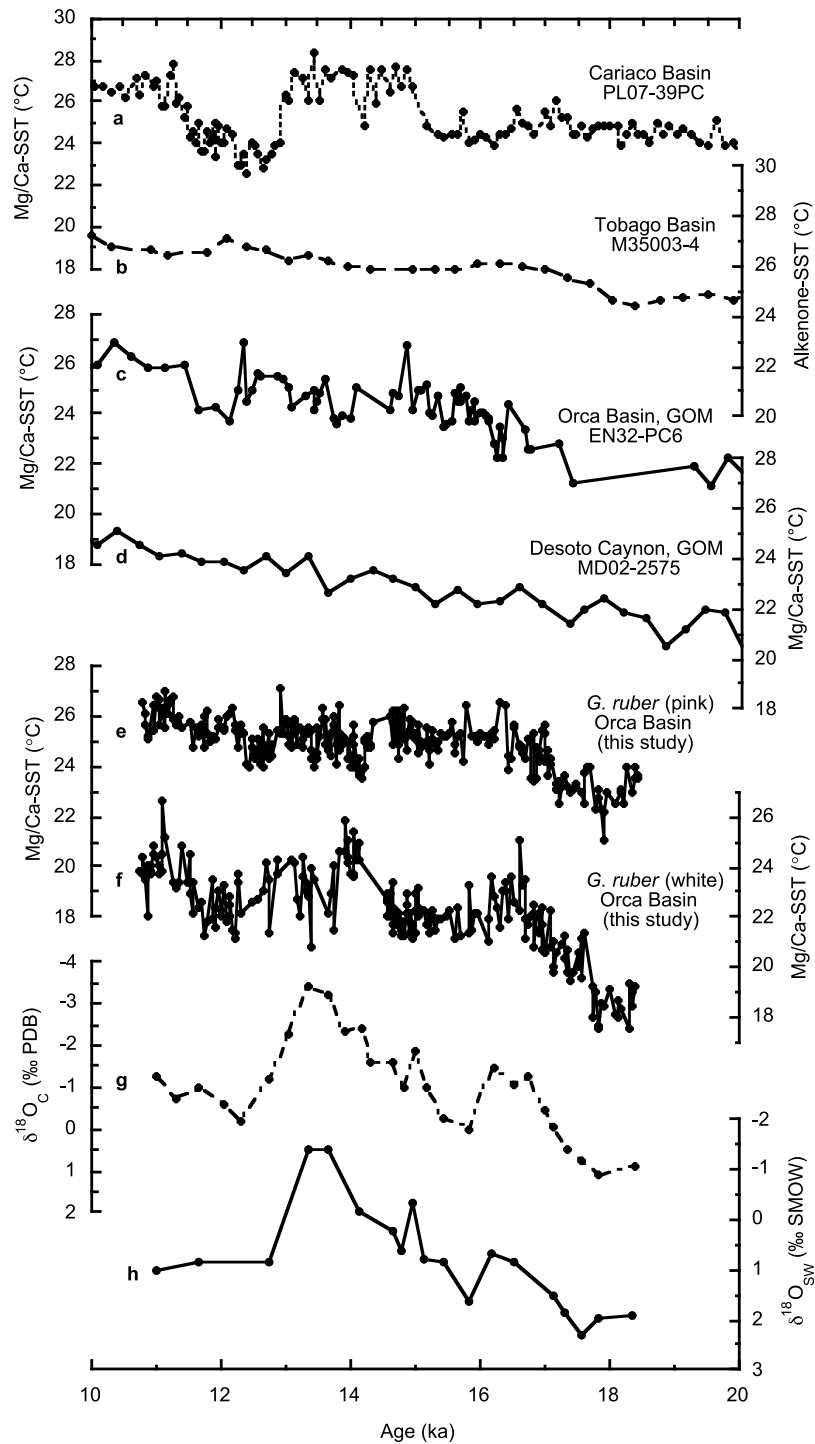 30
28
26
24
22
20
18
Mg/Ca-SST (°C)
a
Cariaco Basin
PL07-39PC
30
28
26
24
22
20
Alkenone-SST (°C)
b
Tobago Basin
M35003-4
28
26
24
22
20
18
Mg/Ca-SST (°C)
c
Orca Basin, GOM
EN32-PC6
28
26
24
22
20
18
Mg/Ca-SST (°C)
d
Desoto Caynon, GOM
MD02-2575
28
26
24
22
20
18
Mg/Ca-SST (°C)
e
G. ruber (pink)
Orca Basin
(this study)
26
24
22
20
18
Mg/Ca-SST (°C)
f
G. ruber (white)
Orca Basin
(this study)
-4
-3
-2
-1
0
1
2
δ18OC (‰ PDB)
g
-2
-1
0
1
2
3
δ18OSW (‰ SMOW)
h
10 12 14 16 18 20
Age (ka)